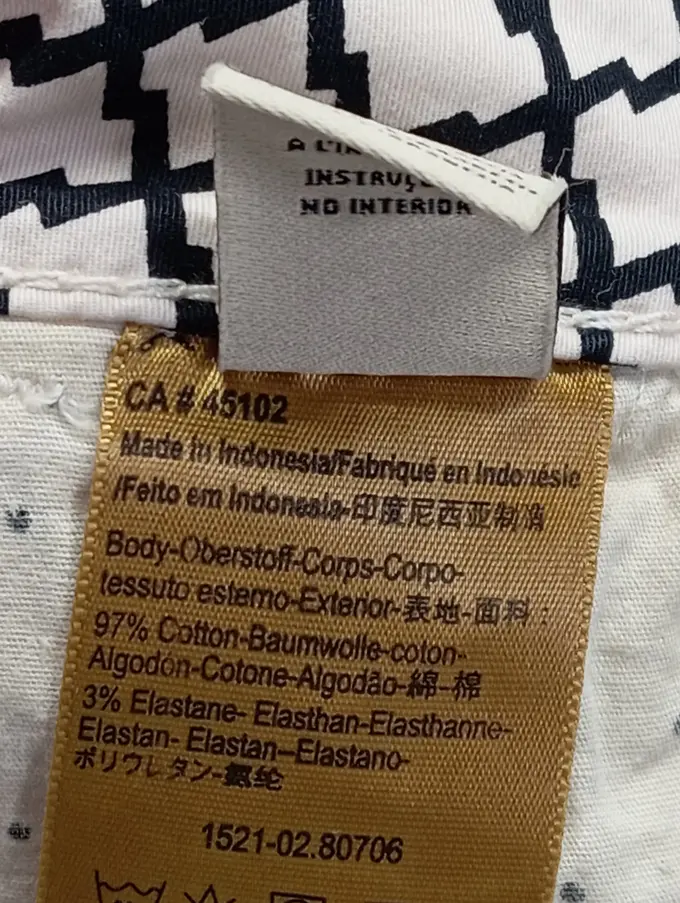 INSTRUÇ
NO INTERIOR
CA # 45102
Made in Indonesia/Fabriqué en Indonésie
/Feito em Indonesia-印度尼西亚制造
Body-Oberstoff-Corps-Corpo-
tessuto esterno-Exterior-表地-面料:
97% Cotton-Baumwolle-coton-
Algodón-Cotone-Algodão-綿-棉
3% Elastane- Elasthan-Elasthanne-
Elastan- Elastan–Elastano-
ポリウレタン-氨纶
1521-02.80706